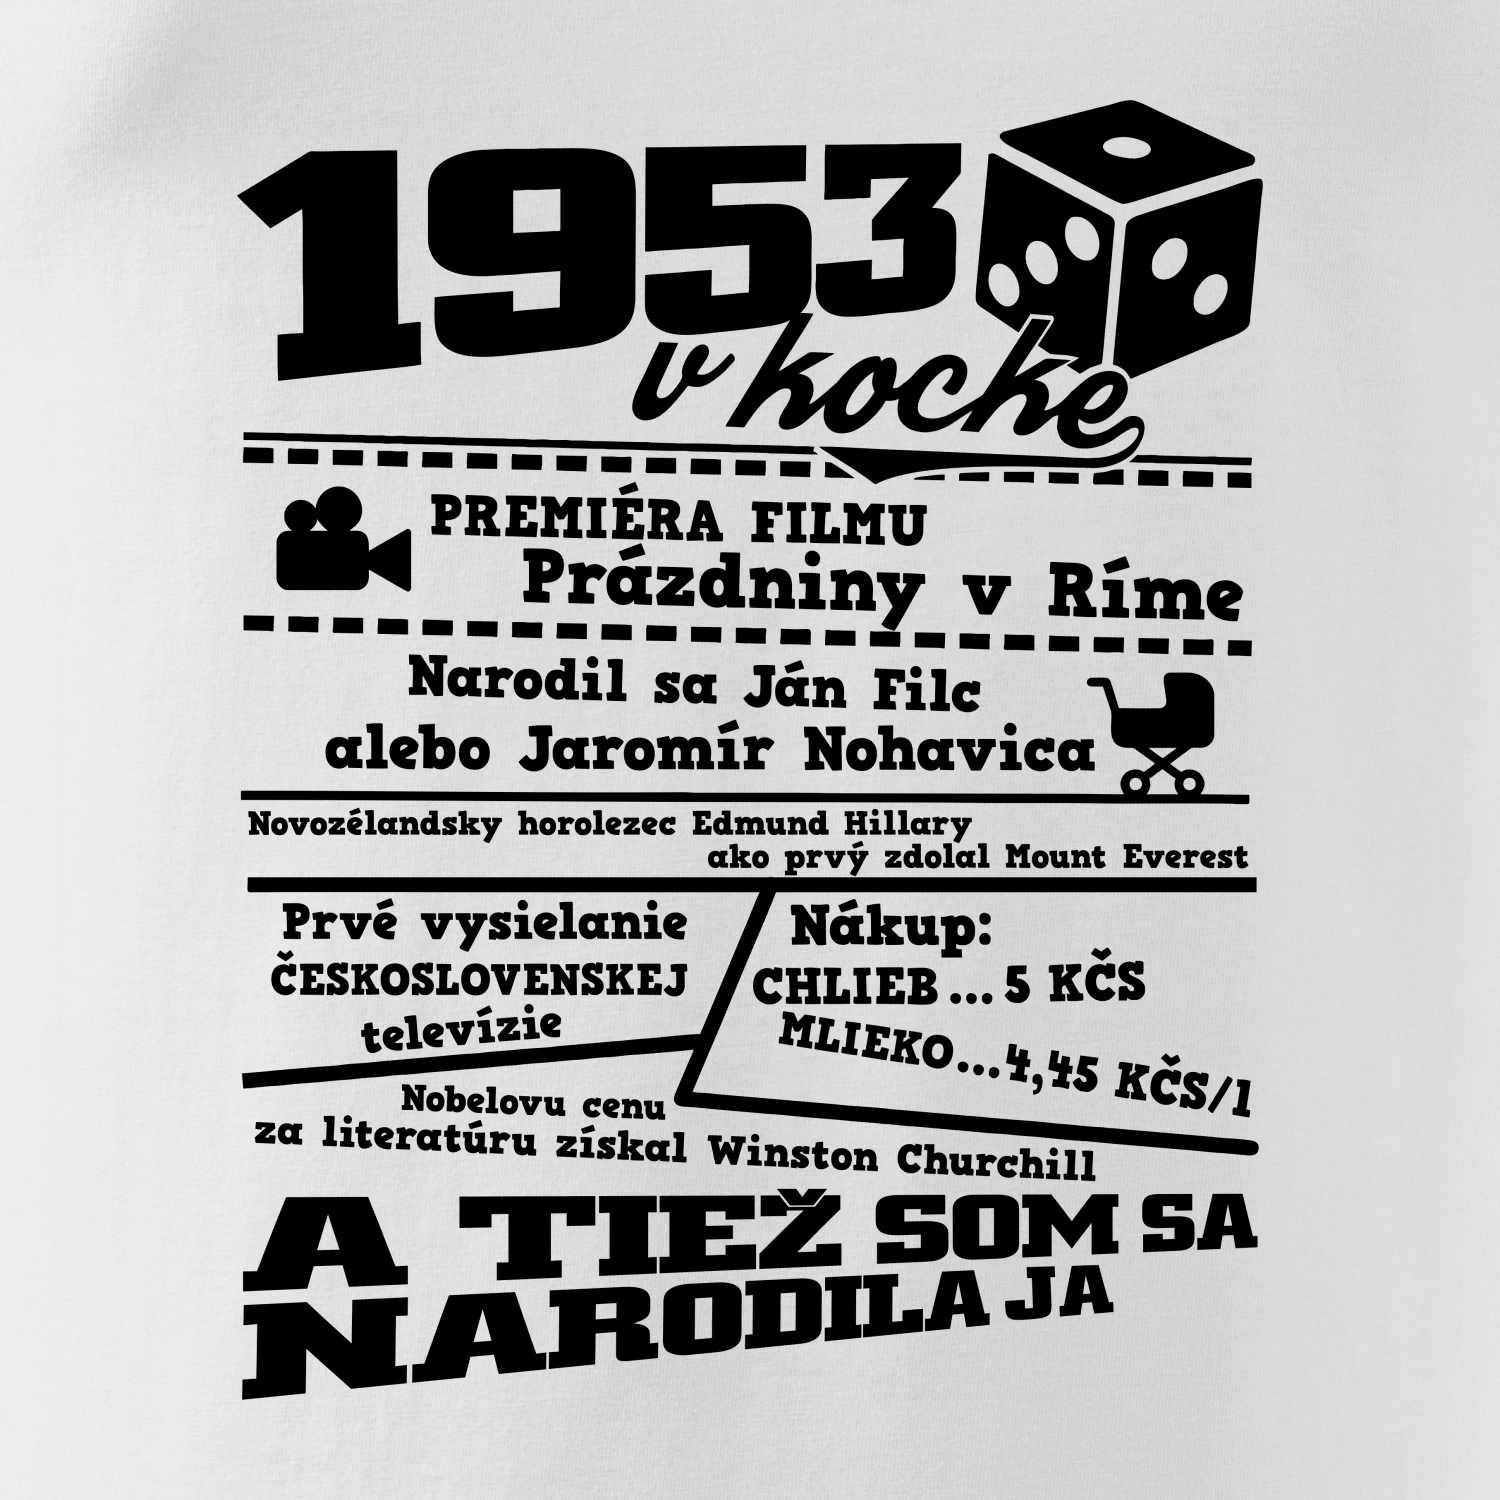 1953
v kocke
PREMIÉRA FILMU
Prázdniny v Ríme
Narodil sa Ján Filc
alebo Jaromír Nohavica
Novozélandsky horolezec Edmund Hillary
ako prvý zdolal Mount Everest
Prvé vysielanie
ČESKOSLOVENSKEJ
televízie
Nákup:
CHLIEB...5 KČS
MLIEKO...4,45 KČS/l
Nobelovu cenu
za literatúru získal Winston Churchill
A TIEŽ SOM SA
NARODILA JA